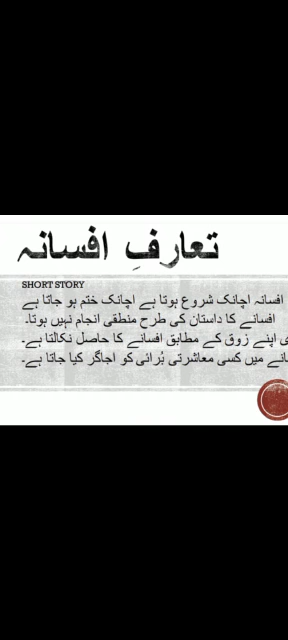 تعارفِ افسانہ
SHORT STORY
افسانہ اچانک شروع ہوتا ہے اچانک ختم ہو جاتا ہے
افسانے کا داستان کی طرح منطقی انجام نہیں ہوتا۔
اپنے زوق کے مطابق افسانے کا حاصل نکالتا ہے۔
میں کسی معاشرتی بُرائی کو اجاگر کیا جاتا ہے۔